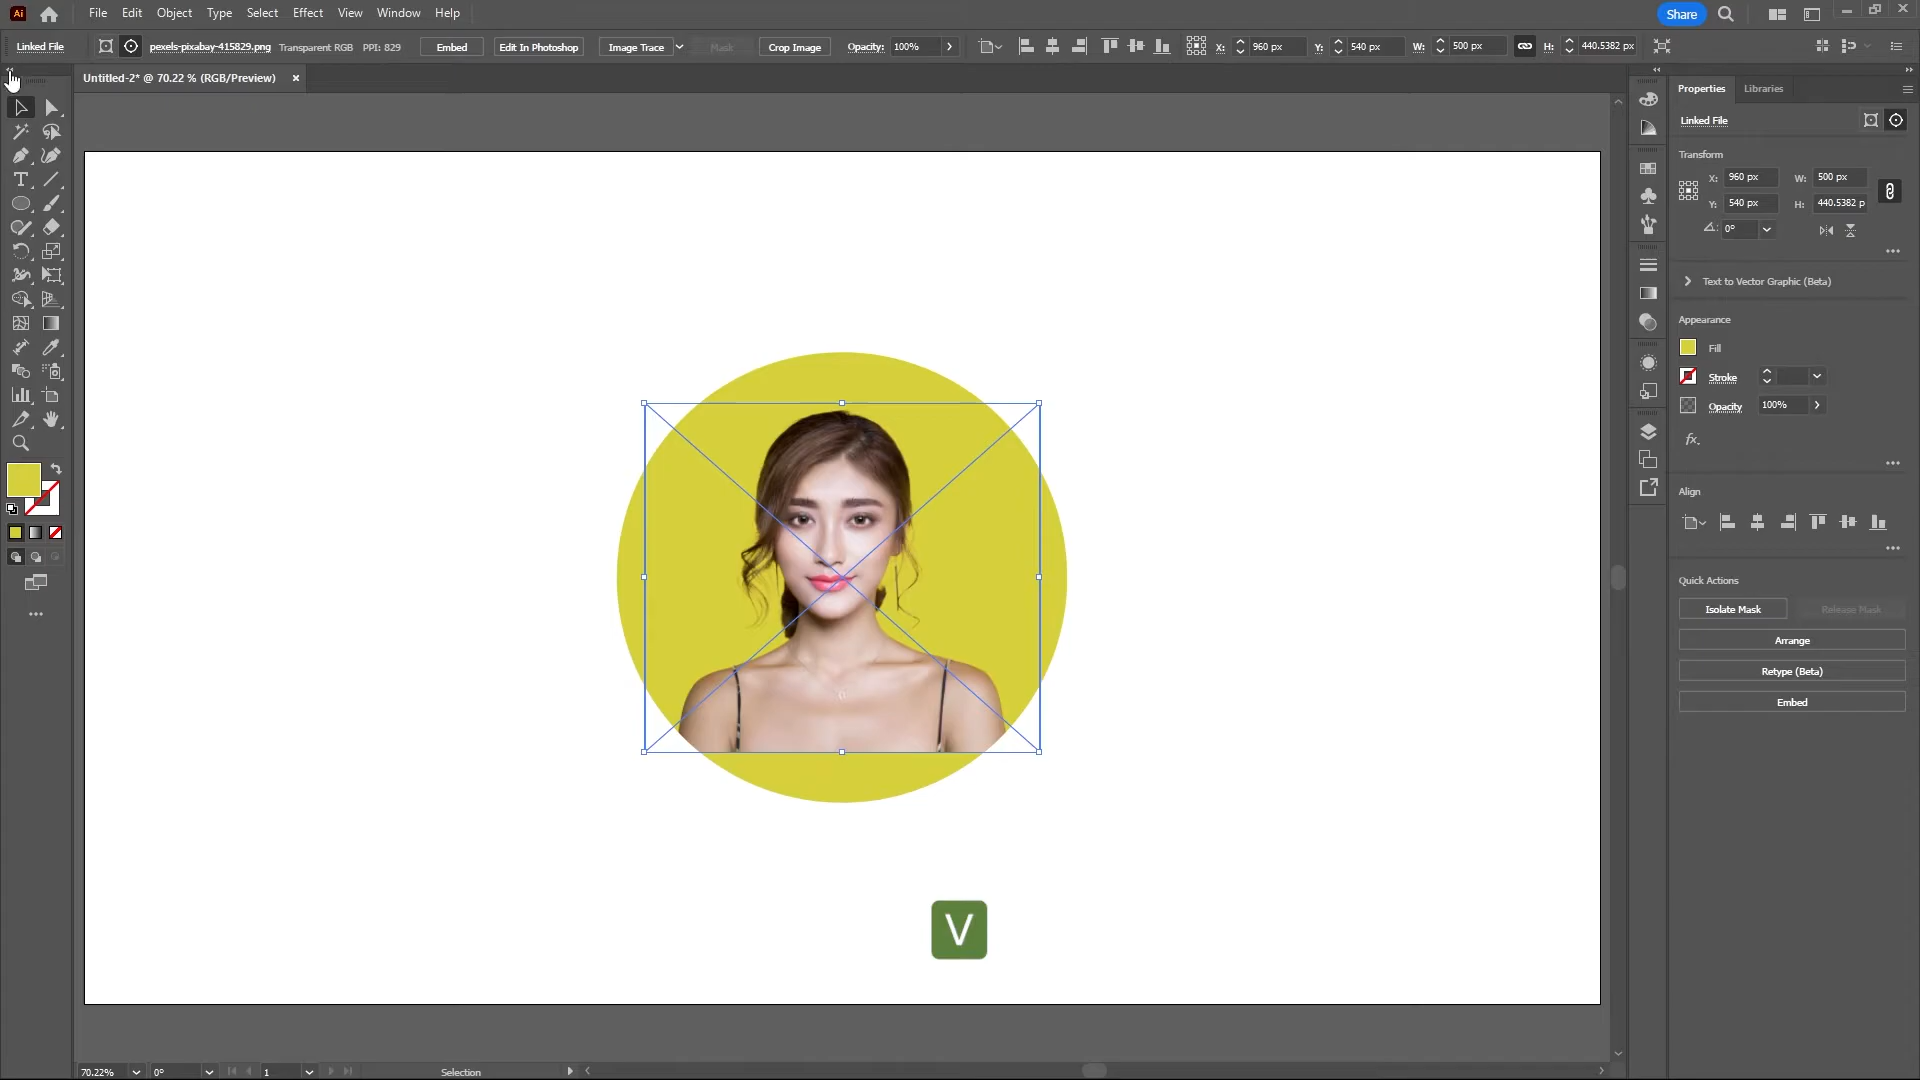 Ai File Edit Object Type Select Effect View Window Help Share
Linked File pexels-pixabay-415829.png Transparent RGB PPI: 829 Embed Edit In Photoshop Image Trace Mask Crop Image Opacity: 100% X: 960 px Y: 540 px W: 500 px H: 440.5382 px
Untitled-2* @ 70.22 % (RGB/Preview)
Properties Libraries
Linked File
Transform
X: 960 px W: 500 px
Y: 540 px H: 440.5382 p
0°
Text to Vector Graphic (Beta)
Appearance
Fill
Stroke
Opacity 100%
fx.
Align
Quick Actions
Isolate Mask Release Mask
Arrange
Retype (Beta)
Embed
V
70.22% 0° 1 Selection